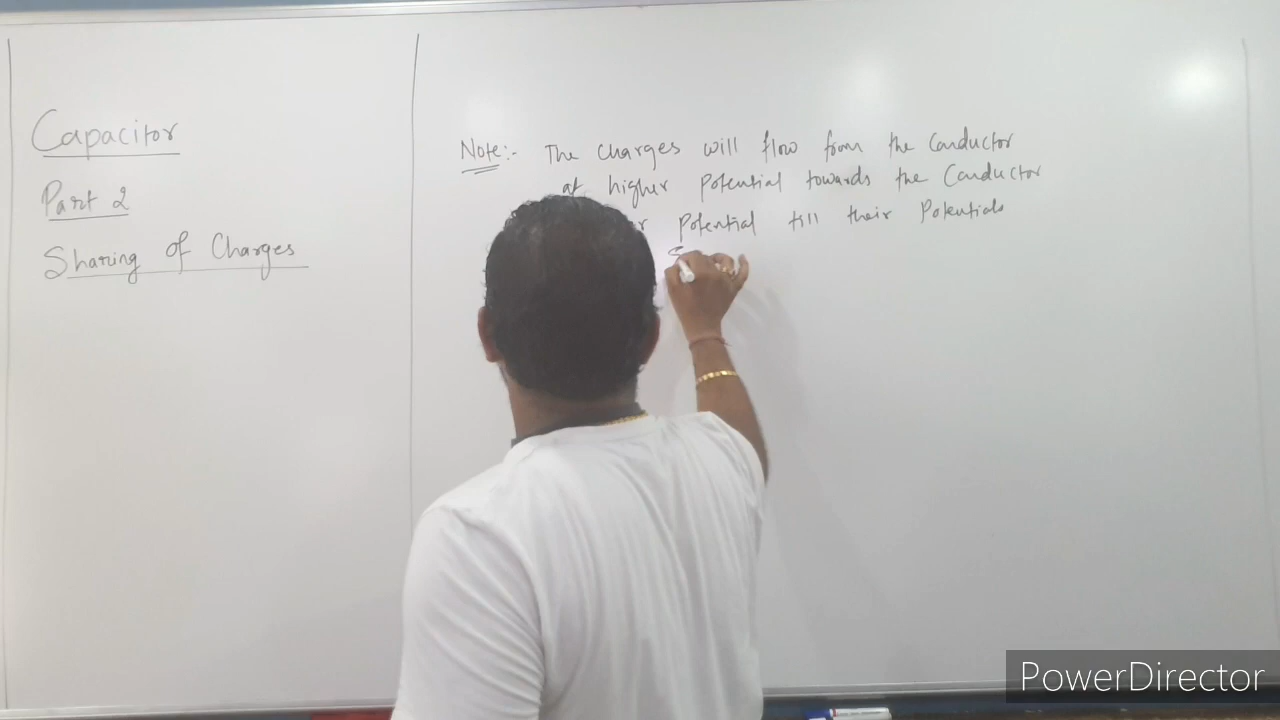 Capacitor
Part 2
Sharing of Charges
Note:- The charges will flow from the Conductor
at higher potential towards the Conductor
potential till their Potentials
PowerDirector